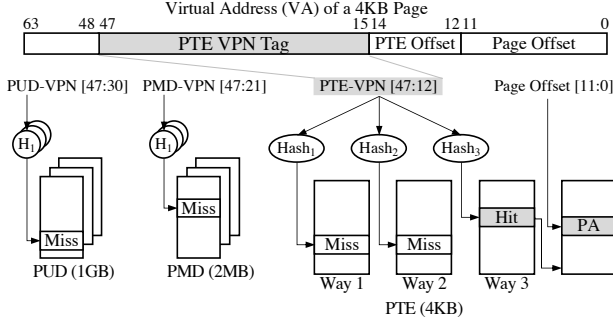 Virtual Address (VA) of a 4KB Page
63 48 47 15 14 12 11 0
PTE VPN Tag PTE Offset Page Offset
PUD-VPN [47:30] PMD-VPN [47:21] PTE-VPN [47:12] Page Offset [11:0]
H1 H1 Hash1 Hash2 Hash3
Miss Hit PA
Miss Miss Miss
PUD (1GB) PMD (2MB) Way 1 Way 2 Way 3
PTE (4KB)